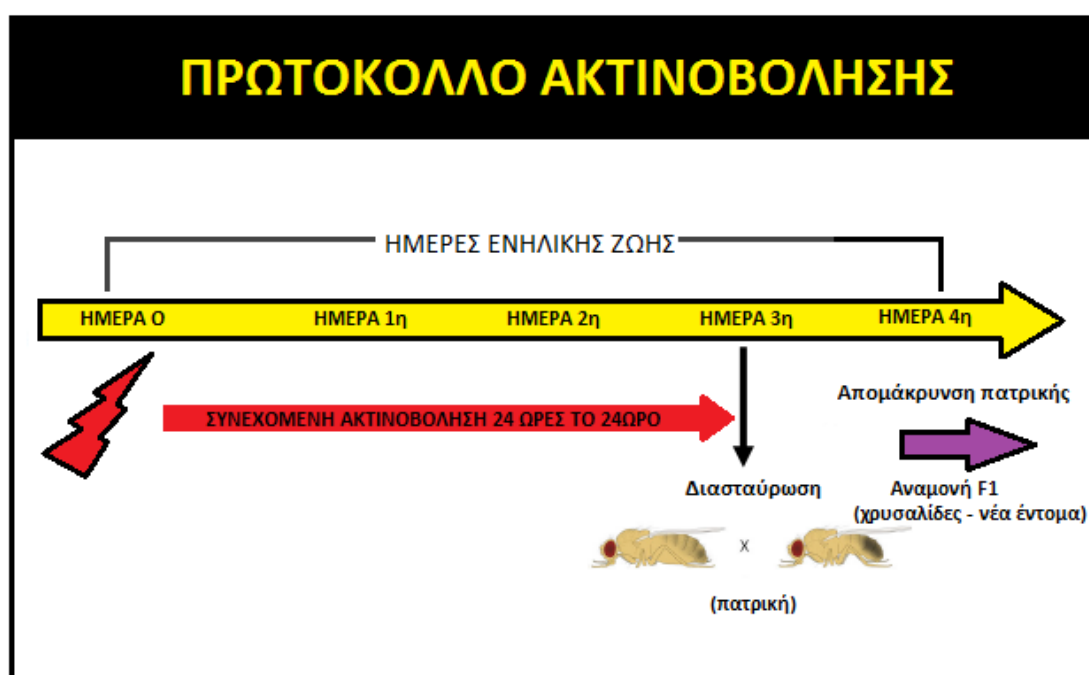 ΠΡΩΤΟΚΟΛΛΟ ΑΚΤΙΝΟΒΟΛΗΣΗΣ
ΗΜΕΡΕΣ ΕΝΗΛΙΚΗΣ ΖΩΗΣ
ΗΜΕΡΑ 0 ΗΜΕΡΑ 1η ΗΜΕΡΑ 2η ΗΜΕΡΑ 3η ΗΜΕΡΑ 4η
ΣΥΝΕΧΟΜΕΝΗ ΑΚΤΙΝΟΒΟΛΗΣΗ 24 ΩΡΕΣ ΤΟ 24ΩΡΟ
Απομάκρυνση πατρικής
Διασταύρωση
Αναμονή F1
(χρυσαλίδες - νέα έντομα)
X
(πατρική)